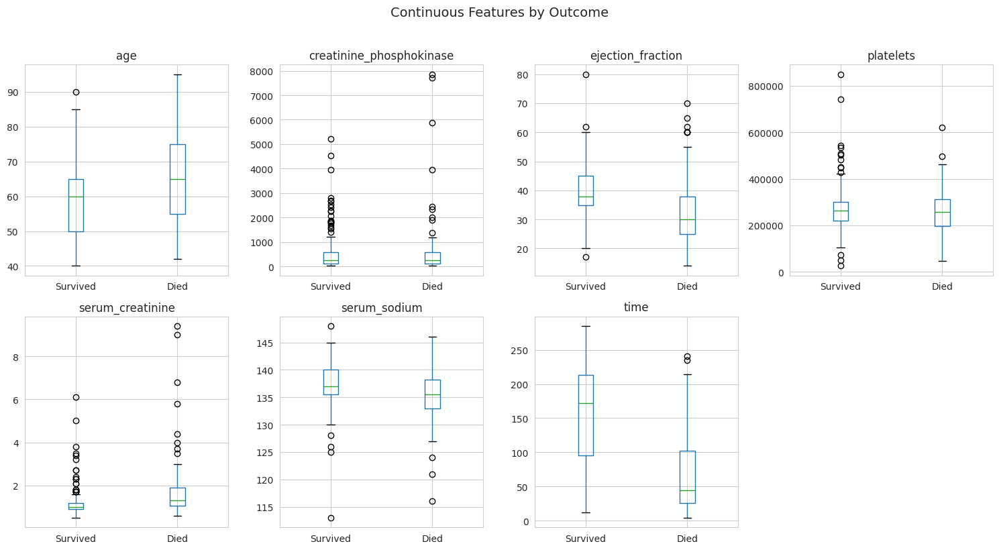 Continuous Features by Outcome
age
90
80
70
60
50
40
Survived Died
creatinine_phosphokinase
8000
7000
6000
5000
4000
3000
2000
1000
0
Survived Died
ejection_fraction
80
70
60
50
40
30
20
Survived Died
platelets
800000
600000
400000
200000
0
Survived Died
serum_creatinine
8
6
4
2
Survived Died
serum_sodium
145
140
135
130
125
120
115
Survived Died
time
250
200
150
100
50
0
Survived Died